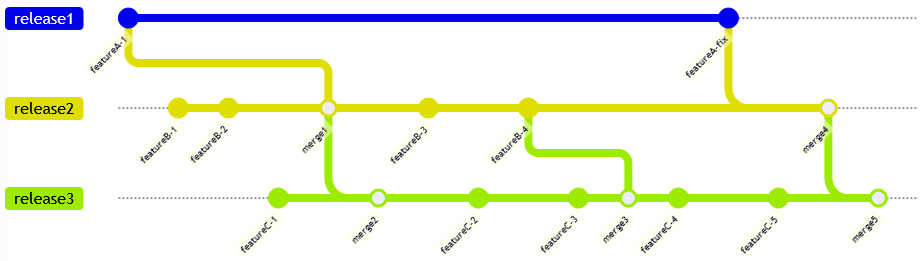 release1
featureA-1
featureA-fix
release2
featureB-1
featureB-2
merge1
featureB-3
featureB-4
merge4
release3
featureC-1
merge2
featureC-2
featureC-3
merge3
featureC-4
featureC-5
merge5